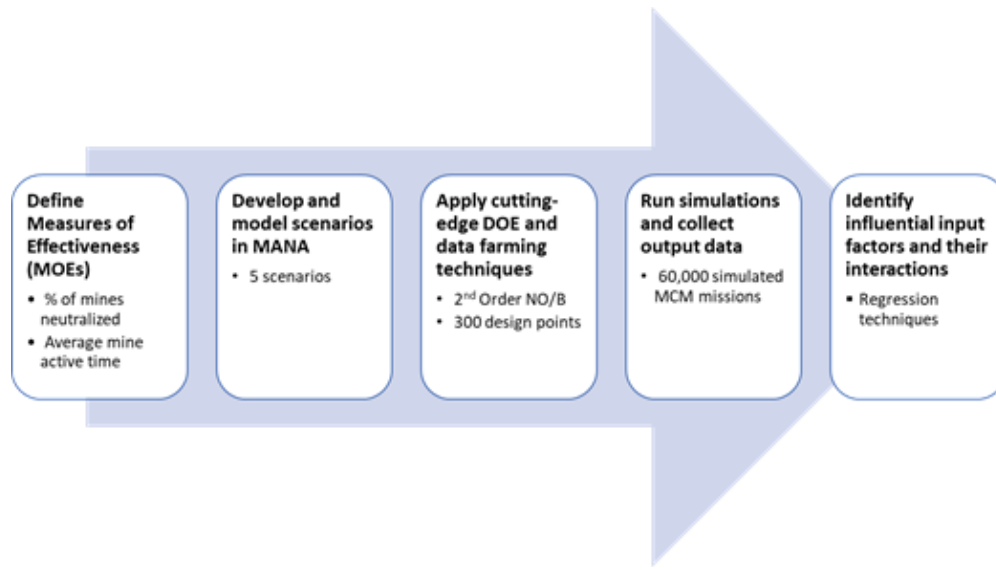 Define
Measures of
Effectiveness
(MOEs)
• % of mines
neutralized
• Average mine
active time
Develop and
model scenarios
in MANA
• 5 scenarios
Apply cutting-
edge DOE and
data farming
techniques
• 2nd Order NO/B
• 300 design points
Run simulations
and collect
output data
• 60,000 simulated
MCM missions
Identify
influential input
factors and their
interactions
▪ Regression
techniques